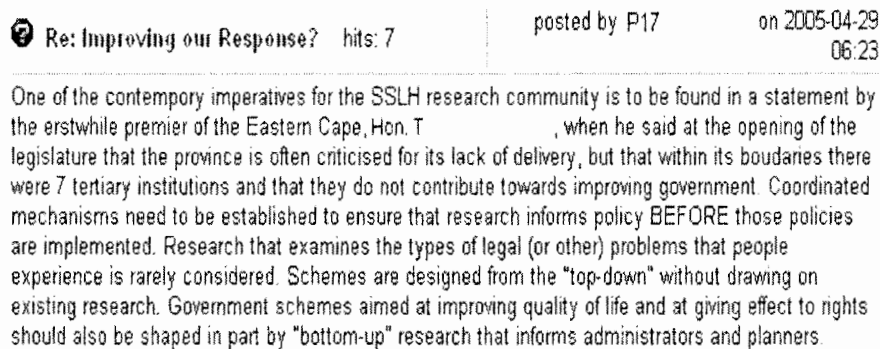 Re: Improving our Response? hits: 7 posted by P17 on 2005-04-29
06:23
One of the contempory imperatives for the SSLH research community is to be found in a statement by
the erstwhile premier of the Eastern Cape, Hon. T , when he said at the opening of the
legislature that the province is often criticised for its lack of delivery, but that within its boudaries there
were 7 tertiary institutions and that they do not contribute towards improving government. Coordinated
mechanisms need to be established to ensure that research informs policy BEFORE those policies
are implemented. Research that examines the types of legal (or other) problems that people
experience is rarely considered. Schemes are designed from the "top-down" without drawing on
existing research. Government schemes aimed at improving quality of life and at giving effect to rights
should also be shaped in part by "bottom-up" research that informs administrators and planners.